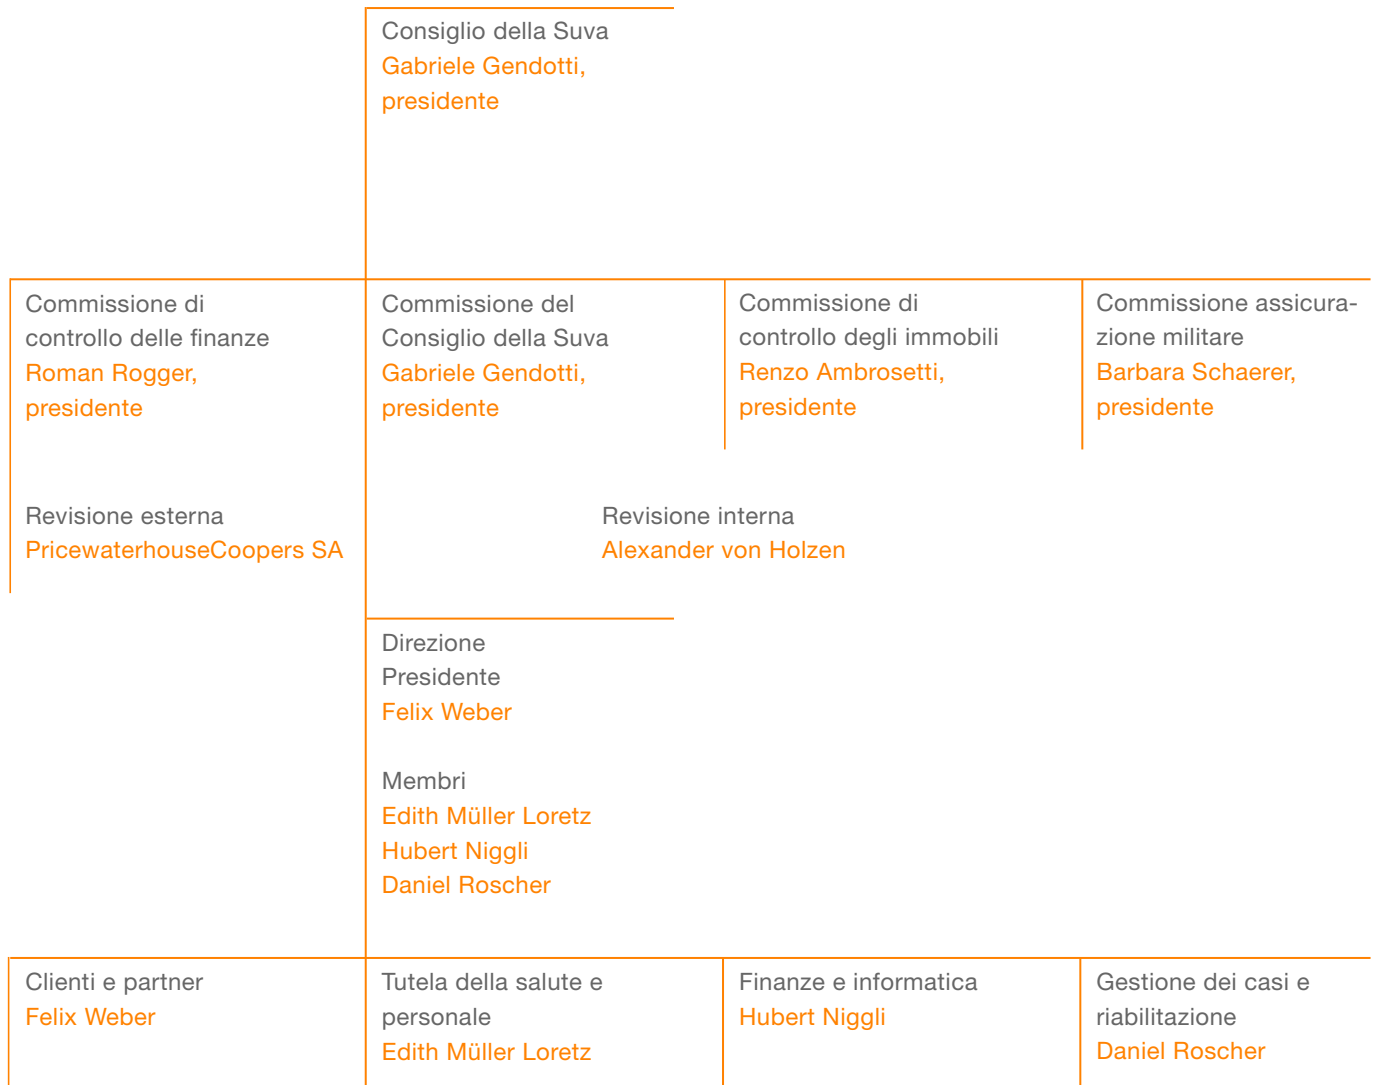 Consiglio della Suva
Gabriele Gendotti,
presidente
Commissione di
controllo delle finanze
Roman Rogger,
presidente
Commissione del
Consiglio della Suva
Gabriele Gendotti,
presidente
Commissione di
controllo degli immobili
Renzo Ambrosetti,
presidente
Commissione assicura-
zione militare
Barbara Schaerer,
presidente
Revisione esterna
PricewaterhouseCoopers SA
Revisione interna
Alexander von Holzen
Direzione
Presidente
Felix Weber
Membri
Edith Müller Loretz
Hubert Niggli
Daniel Roscher
Clienti e partner
Felix Weber
Tutela della salute e
personale
Edith Müller Loretz
Finanze e informatica
Hubert Niggli
Gestione dei casi e
riabilitazione
Daniel Roscher